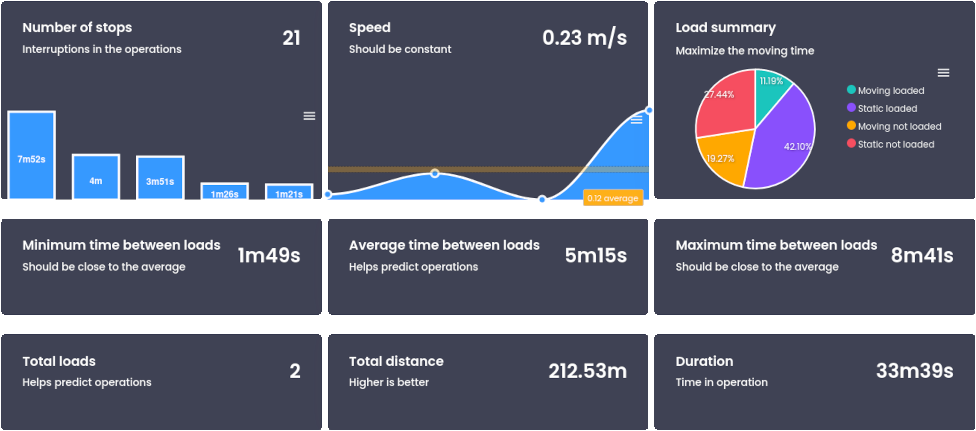 Number of stops
Interruptions in the operations
21
7m52s
4m
3m51s
1m26s
1m21s
Speed
Should be constant
0.23 m/s
0.12 average
Load summary
Maximize the moving time
11.19%
42.10%
19.27%
27.44%
Moving loaded
Static loaded
Moving not loaded
Static not loaded
Minimum time between loads
Should be close to the average
1m49s
Average time between loads
Helps predict operations
5m15s
Maximum time between loads
Should be close to the average
8m41s
Total loads
Helps predict operations
2
Total distance
Higher is better
212.53m
Duration
Time in operation
33m39s